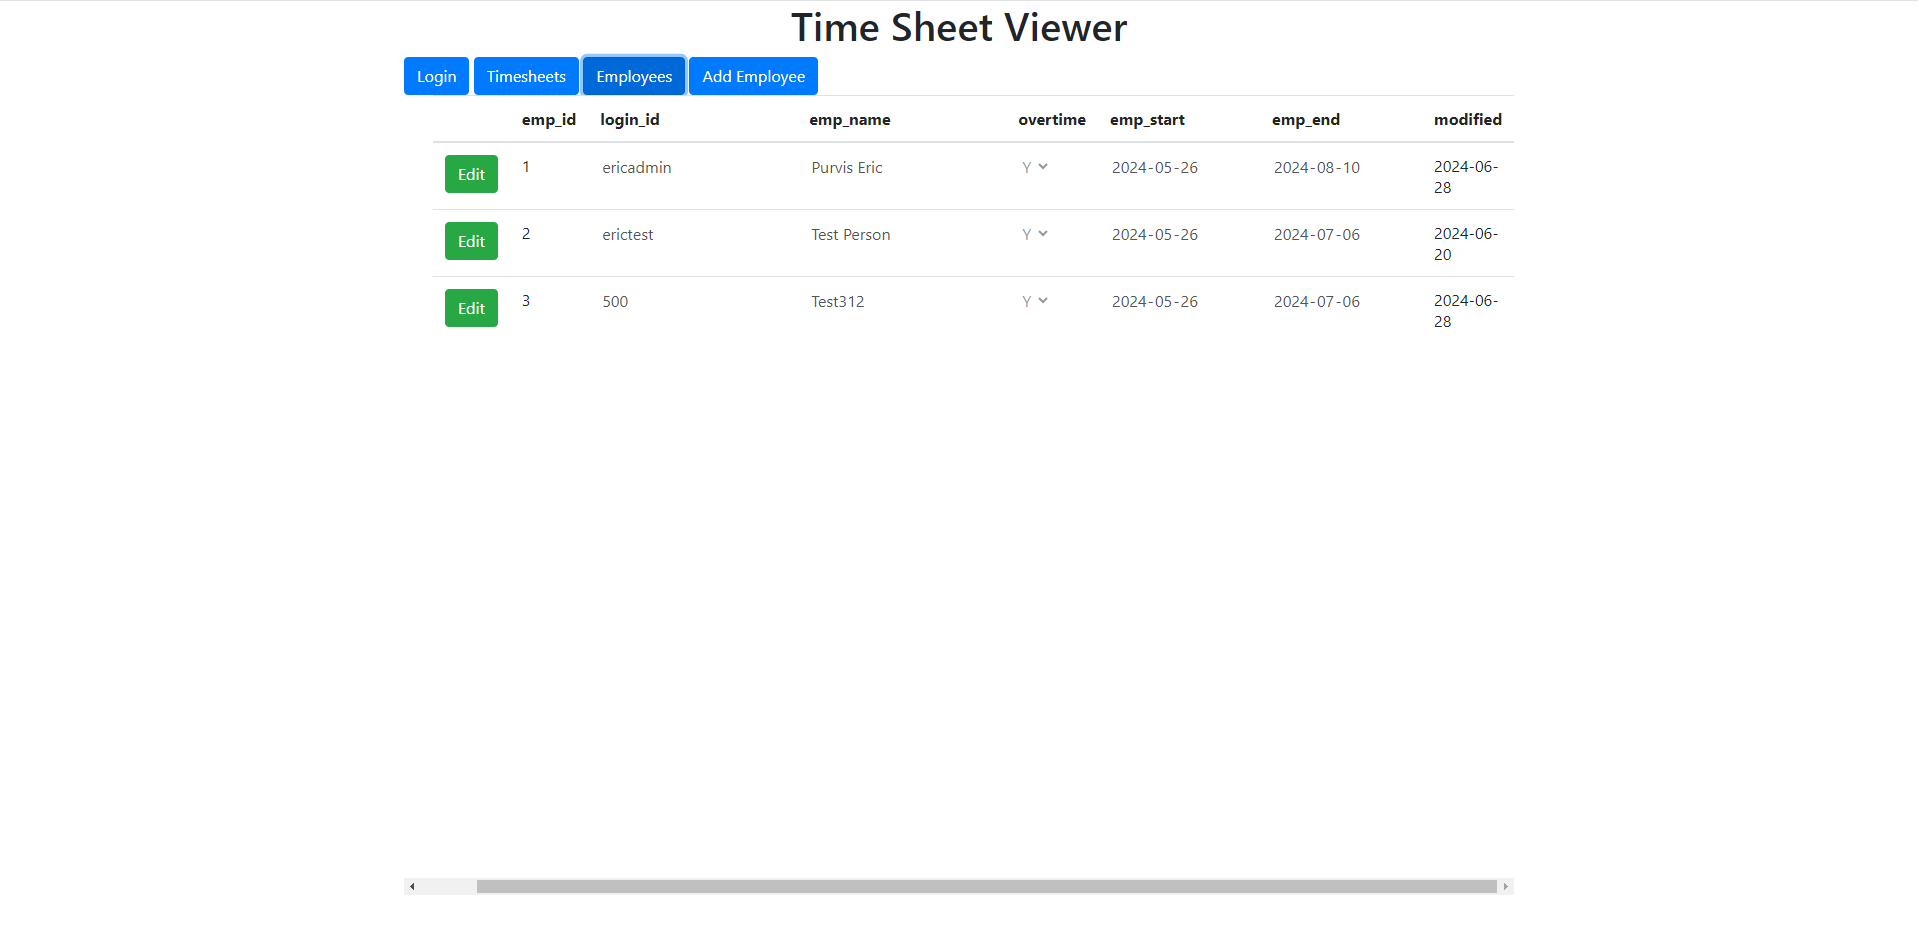 Time Sheet Viewer
Login Timesheets Employees Add Employee
emp_id login_id emp_name overtime emp_start emp_end modified
Edit 1 ericadmin Purvis Eric Y 2024-05-26 2024-08-10 2024-06-
28
Edit 2 erictest Test Person Y 2024-05-26 2024-07-06 2024-06-
20
Edit 3 500 Test312 Y 2024-05-26 2024-07-06 2024-06-
28